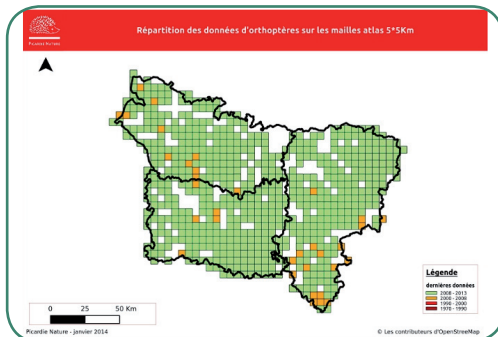 Répartition des données d'orthoptères sur les mailles atlas 5*5Km
PICARDIE NATURE
Légende
dernières données
2008 - 2013
2000 - 2008
1990 - 2000
1970 - 1990
0 25 50 Km
Picardie Nature - janvier 2014
© Les contributeurs d'OpenStreeMap